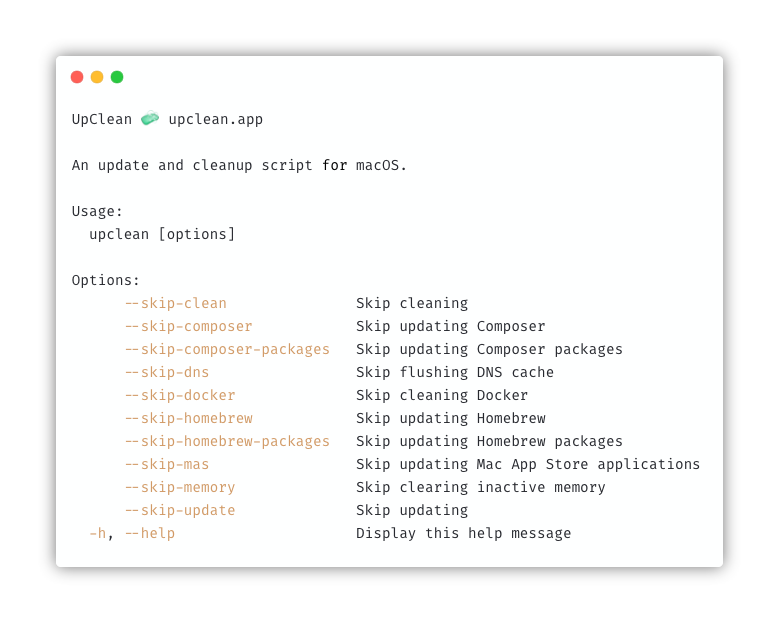 UpClean 🧼 upclean.app
An update and cleanup script for macOS.
Usage:
upclean [options]
Options:
--skip-clean Skip cleaning
--skip-composer Skip updating Composer
--skip-composer-packages Skip updating Composer packages
--skip-dns Skip flushing DNS cache
--skip-docker Skip cleaning Docker
--skip-homebrew Skip updating Homebrew
--skip-homebrew-packages Skip updating Homebrew packages
--skip-mas Skip updating Mac App Store applications
--skip-memory Skip clearing inactive memory
--skip-update Skip updating
-h, --help Display this help message